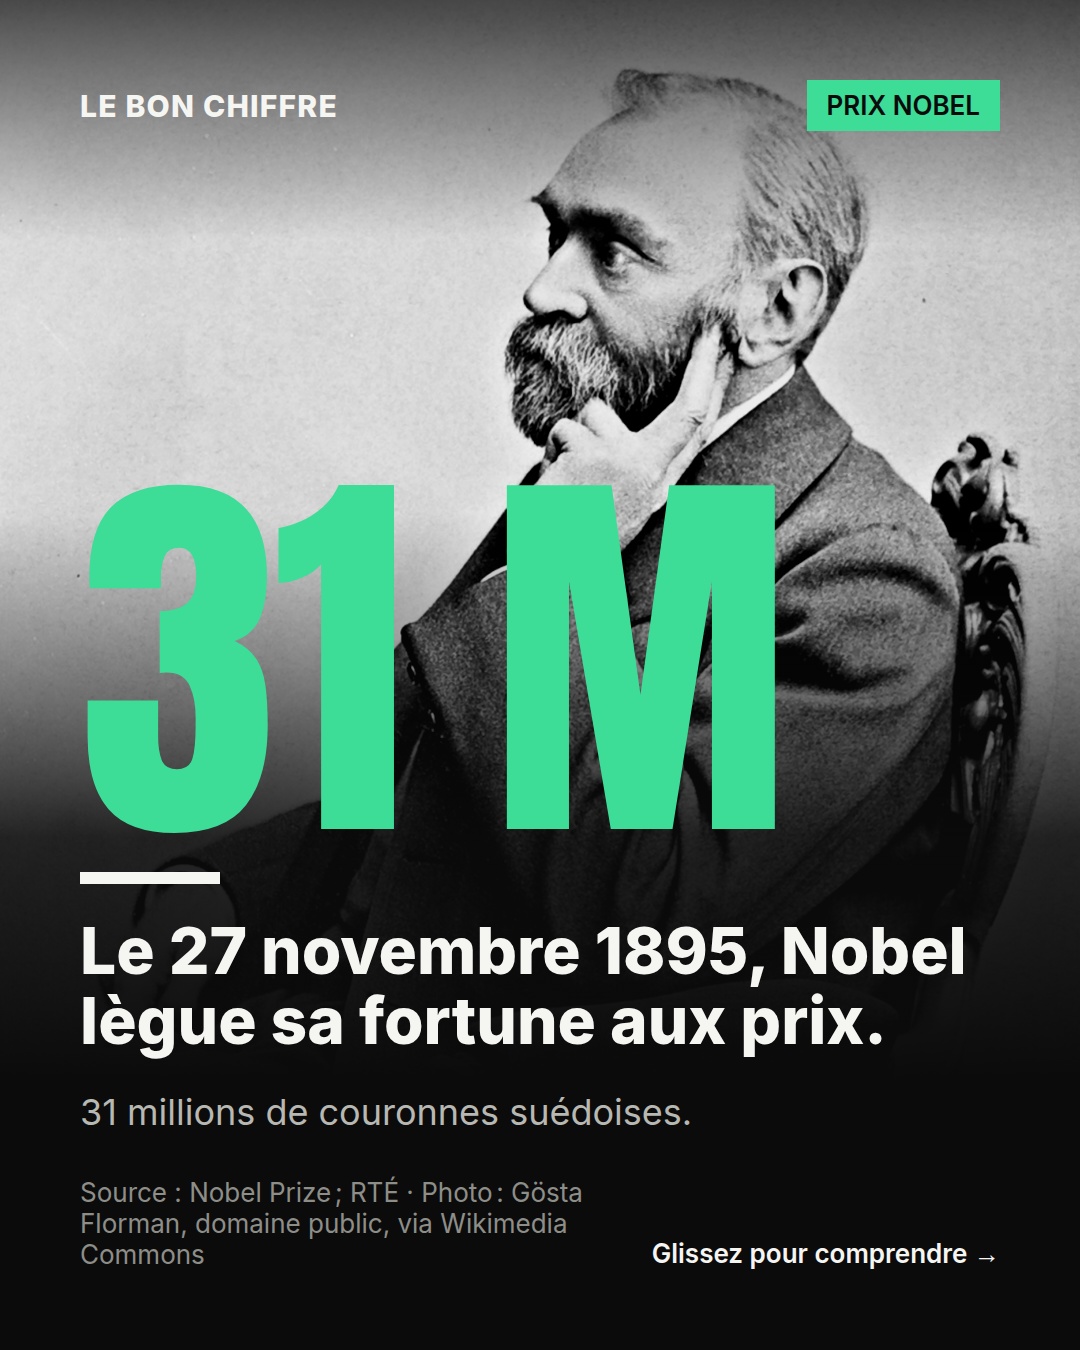 LE BON CHIFFRE
PRIX NOBEL
31 M
Le 27 novembre 1895, Nobel
lègue sa fortune aux prix.
31 millions de couronnes suédoises.
Source : Nobel Prize ; RTÉ · Photo : Gösta
Florman, domaine public, via Wikimedia
Commons
Glissez pour comprendre →